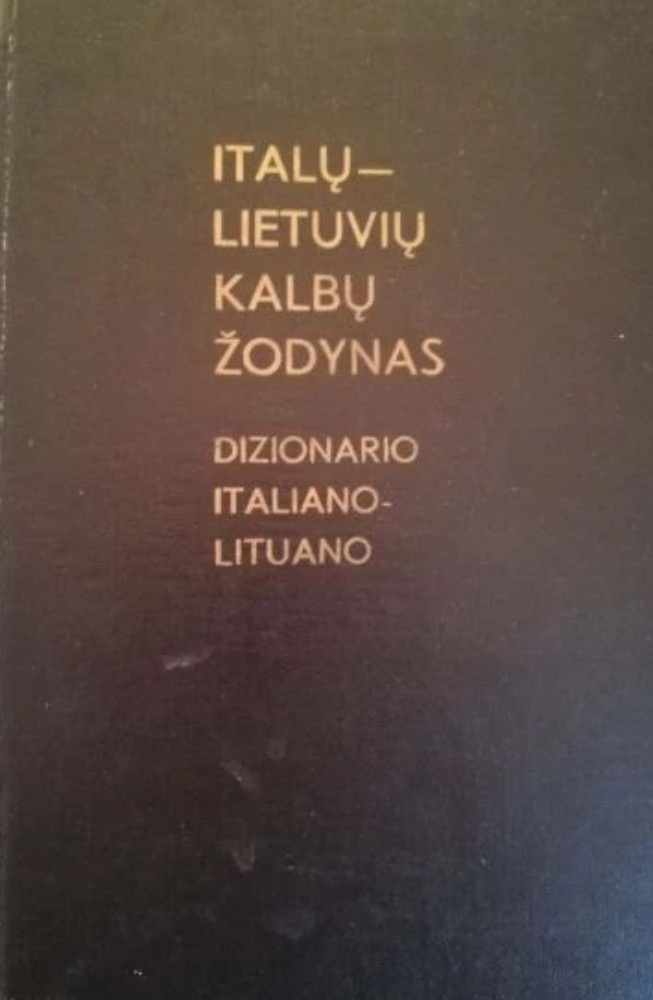 ITALŲ—
LIETUVIŲ
KALBŲ
ŽODYNAS
DIZIONARIO
ITALIANO-
LITUANO